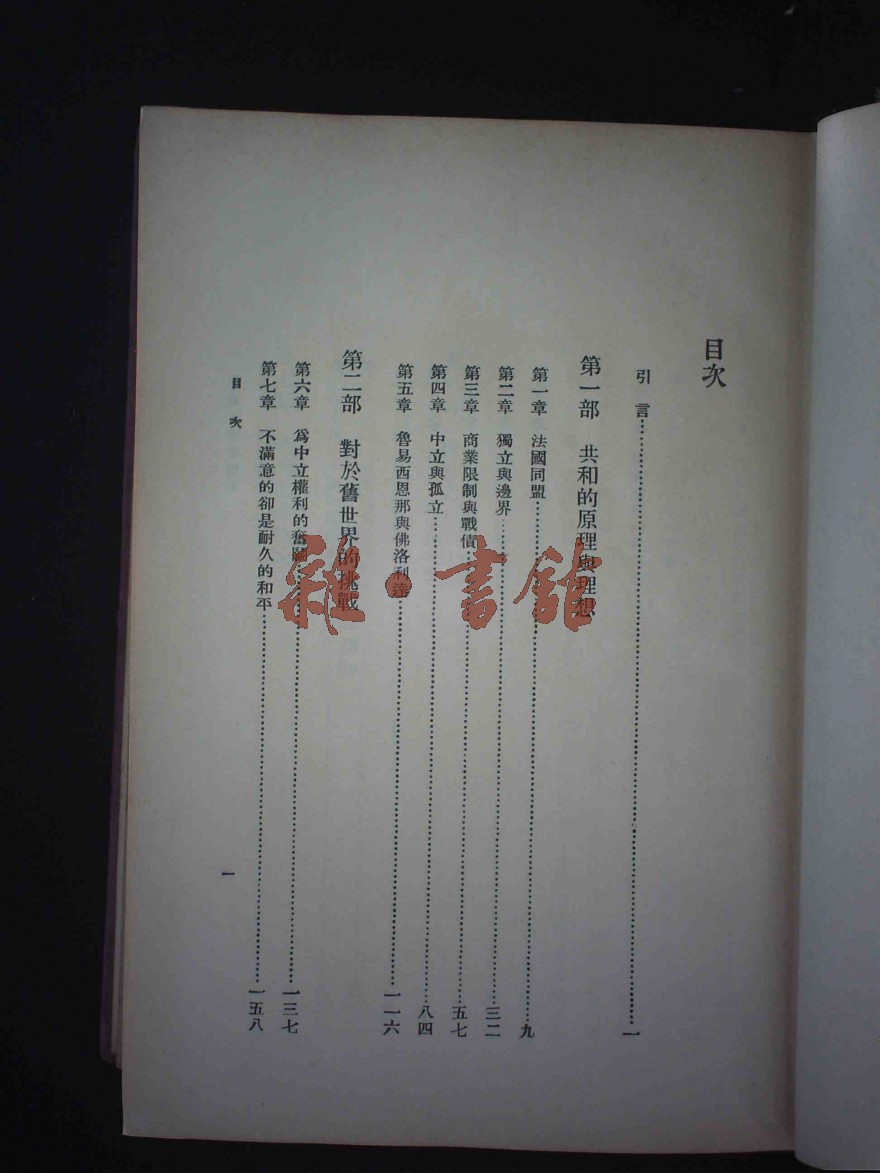 目次
引言⋯⋯一
第一部 共和的原理與理想
第一章 法國同盟⋯⋯九
第二章 獨立與邊界⋯⋯三二
第三章 商業限制與戰債⋯⋯五七
第四章 中立與孤立⋯⋯八四
第五章 魯易西恩那與佛洛利達⋯⋯一一六
第二部 對於舊世界的挑戰
第六章 爲中立權利的奮鬬⋯⋯一三七
第七章 不滿意的卻是耐久的和平⋯⋯一五八
目次
一
雜·書館